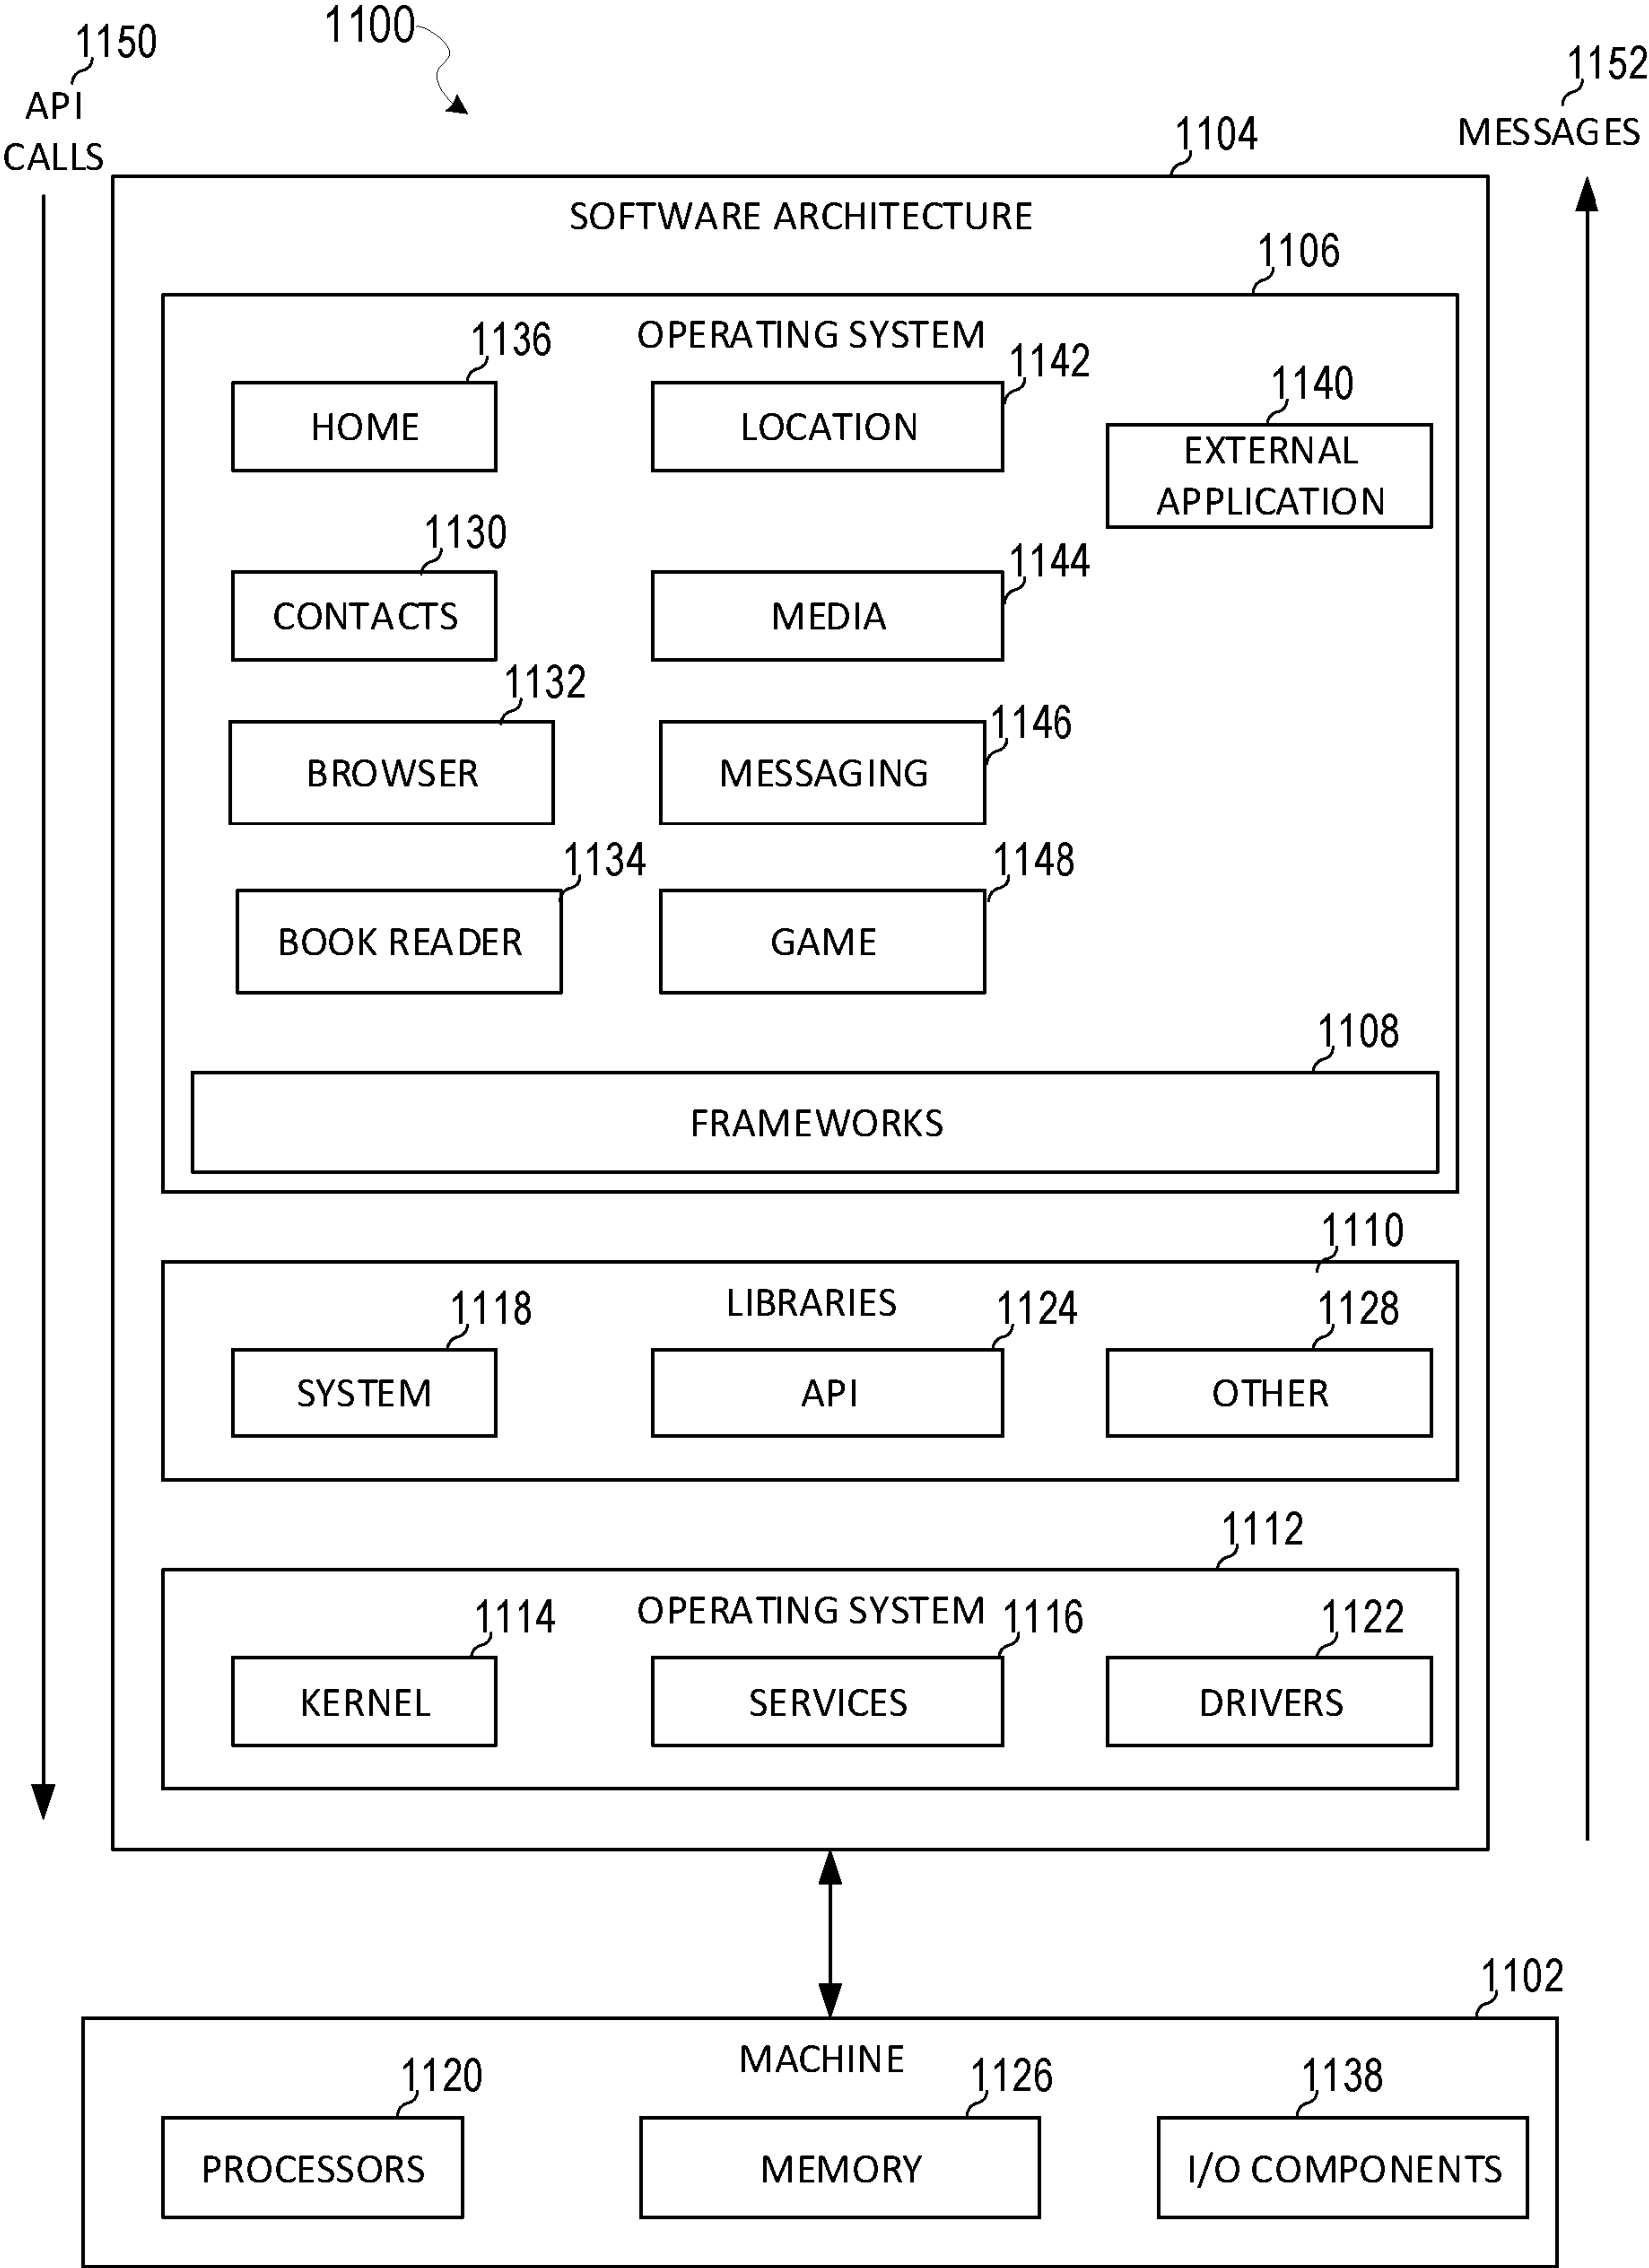 1150
1100
1152
API
CALLS
MESSAGES
1104
SOFTWARE ARCHITECTURE
1106
OPERATING SYSTEM
1136
1142
1140
HOME
LOCATION
EXTERNAL
APPLICATION
1130
1144
CONTACTS
MEDIA
1132
1146
BROWSER
MESSAGING
1134
1148
BOOK READER
GAME
1108
FRAMEWORKS
1110
LIBRARIES
1118
1124
1128
SYSTEM
API
OTHER
1112
OPERATING SYSTEM
1114
1116
1122
KERNEL
SERVICES
DRIVERS
1102
MACHINE
1120
1126
1138
PROCESSORS
MEMORY
I/O COMPONENTS